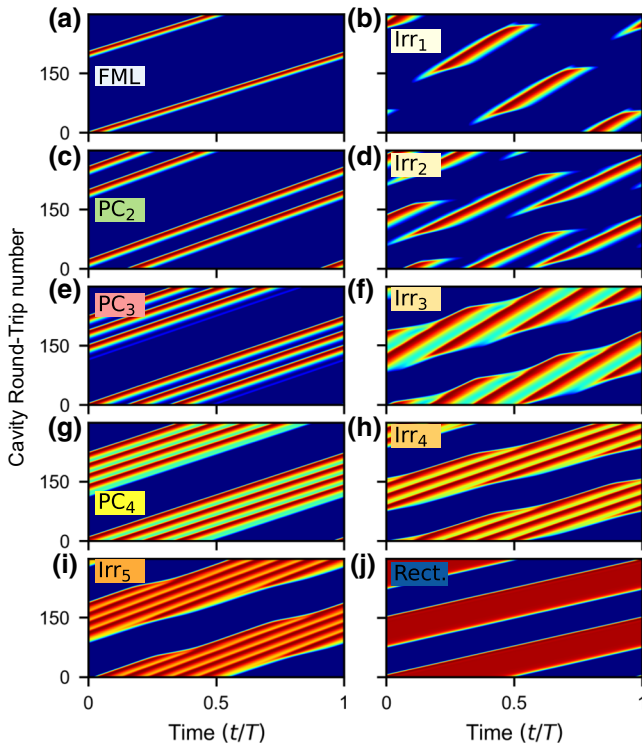 (a)
FML
150
0
(b)
Irr₁
(c)
PC₂
150
0
(d)
Irr₂
(e)
PC₃
150
0
(f)
Irr₃
(g)
PC₄
150
0
(h)
Irr₄
(i)
Irr₅
150
0
(j)
Rect.
0
0.5
1
0
0.5
1
Time (t/T)
Time (t/T)
Cavity Round-Trip number